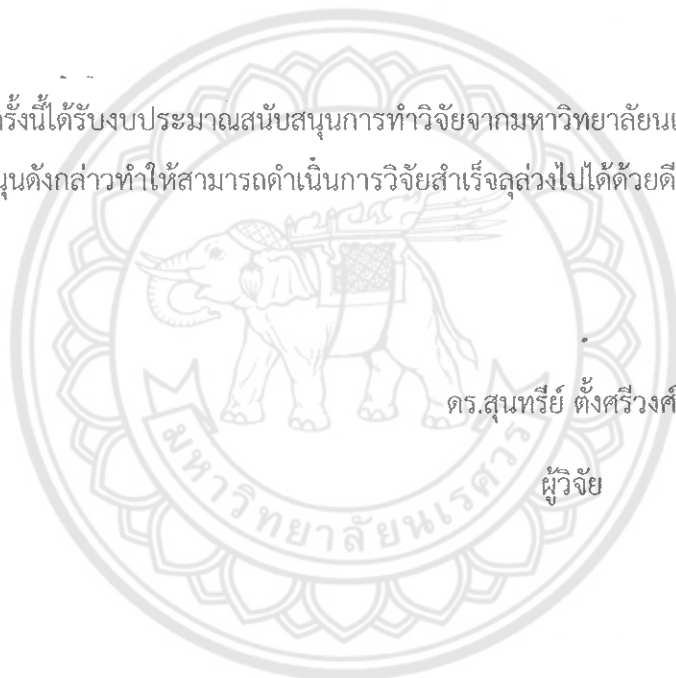 รั้งนี้ได้รับงบประมาณสนับสนุนการทำวิจัยจากมหาวิทยาลัยนเ
นุนดังกล่าวทำให้สามารถดำเนินการวิจัยสำเร็จลุล่วงไปได้ด้วยดี
ดร.สุนทรีย์ ตั้งศรีวงศ์
ผู้วิจัย
มหาวิทยาลัยนเรศวร